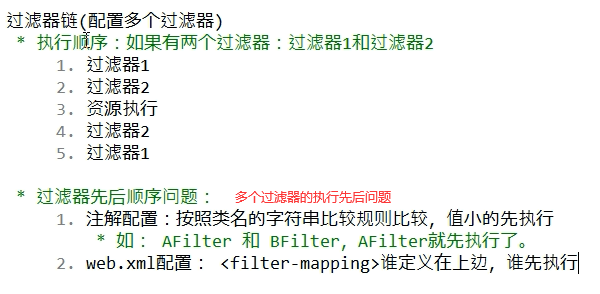 过滤器链(配置多个过滤器)
* 执行顺序：如果有两个过滤器：过滤器1和过滤器2
1. 过滤器1
2. 过滤器2
3. 资源执行
4. 过滤器2
5. 过滤器1
* 过滤器先后顺序问题： 多个过滤器的执行先后问题
1. 注解配置：按照类名的字符串比较规则比较，值小的先执行
* 如： AFilter 和 BFilter，AFilter就先执行了。
2. web.xml配置： <filter-mapping>谁定义在上边，谁先执行